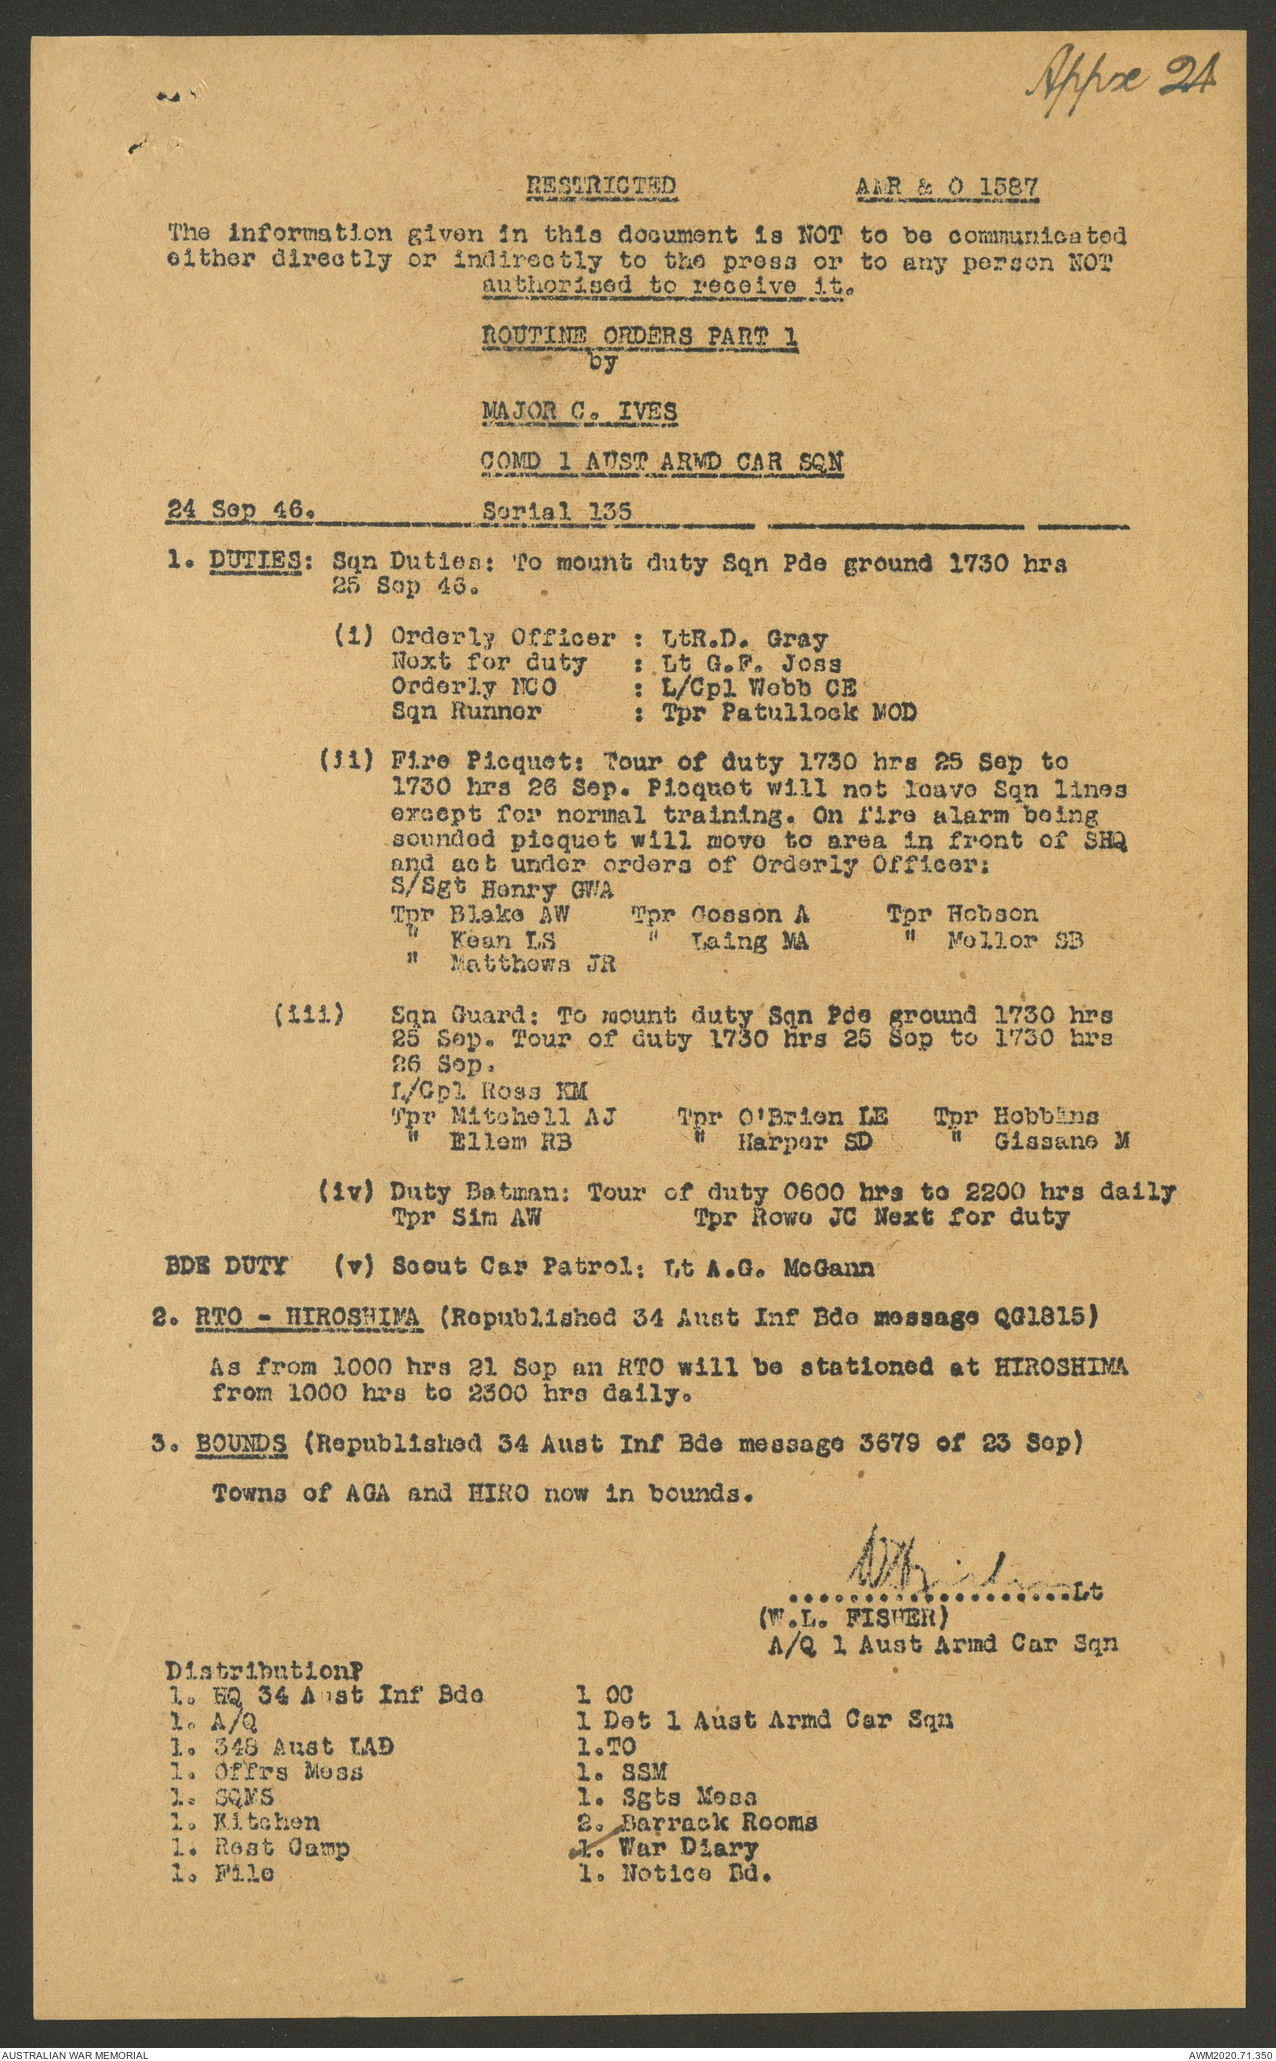 Appx 24
RESTRICTED AMR & O 1587
The information given in this document is NOT to be communicated
either directly or indirectly to the press or to any person NOT
authorised to receive it.
ROUTINE ORDERS PART 1
by
MAJOR C. IVES
COMD 1 AUST ARMD CAR SQN
24 Sep 46. Serial 135
1. DUTIES: Sqn Duties: To mount duty Sqn Pde ground 1730 hrs
25 Sep 46.
(i) Orderly Officer : LtR.D. Gray
Next for duty : Lt G.F. Joss
Orderly NCO : L/Cpl Webb CE
Sqn Runner : Tpr Patullock MOD
(ii) Fire Picquet: Tour of duty 1730 hrs 25 Sep to
1730 hrs 26 Sep. Picquet will not leave Sqn lines
except for normal training. On fire alarm being
sounded picquet will move to area in front of SHQ
and act under orders of Orderly Officer:
S/Sgt Henry GWA
Tpr Blake AW Tpr Cosson A Tpr Hobson
" Kean LS " Laing MA " Mellor SB
" Matthews JR
(iii) Sqn Guard: To mount duty Sqn Pde ground 1730 hrs
25 Sep. Tour of duty 1730 hrs 25 Sep to 1730 hrs
26 Sep.
L/Cpl Ross KM
Tpr Mitchell AJ Tpr O'Brien LE Tpr Hobbins
" Ellem RB " Harper SD " Gissane M
(iv) Duty Batman: Tour of duty 0600 hrs to 2200 hrs daily
Tpr Sim AW Tpr Rowe JC Next for duty
BDE DUTY (v) Scout Car Patrol: Lt A.G. McGann
2. RTO - HIROSHIMA (Republished 34 Aust Inf Bde message QG1815)
As from 1000 hrs 21 Sep an RTO will be stationed at HIROSHIMA
from 1000 hrs to 2300 hrs daily.
3. BOUNDS (Republished 34 Aust Inf Bde message 3679 of 23 Sep)
Towns of AGA and HIRO now in bounds.
...................Lt
(W.L. FISHER)
A/Q 1 Aust Armd Car Sqn
DistributionP
1. HQ 34 Aust Inf Bde 1 OC
1. A/Q 1 Det 1 Aust Armd Car Sqn
1. 348 Aust LAD 1.TO
1. Offrs Mess 1. SSM
1. SQMS 1. Sgts Mess
1. Kitchen 2. Barrack Rooms
1. Rest Camp 1. War Diary
1. File 1. Notice Bd.
AUSTRALIAN WAR MEMORIAL AWM2020.71.350